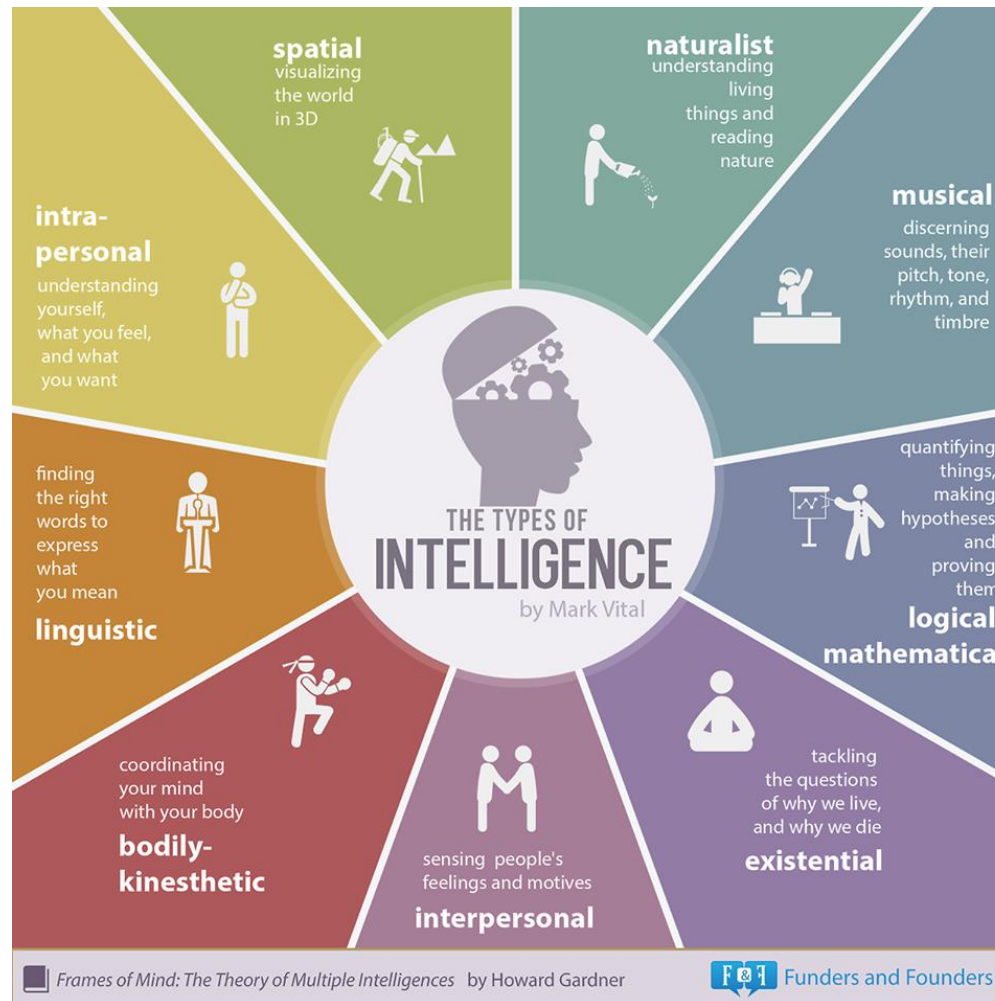 spatial
visualizing
the world
in 3D
naturalist
understanding
living
things and
reading
nature
musical
discerning
sounds, their
pitch, tone,
rhythm, and
timbre
quantifying
things,
making
hypotheses
and
proving
them
logical
mathematica
tackling
the questions
of why we live,
and why we die
existential
sensing people's
feelings and motives
interpersonal
coordinating
your mind
with your body
bodily-
kinesthetic
finding
the right
words to
express
what
you mean
linguistic
intra-
personal
understanding
yourself,
what you feel,
and what
you want
THE TYPES OF
INTELLIGENCE
by Mark Vital
Frames of Mind: The Theory of Multiple Intelligences by Howard Gardner
F & F Funders and Founders